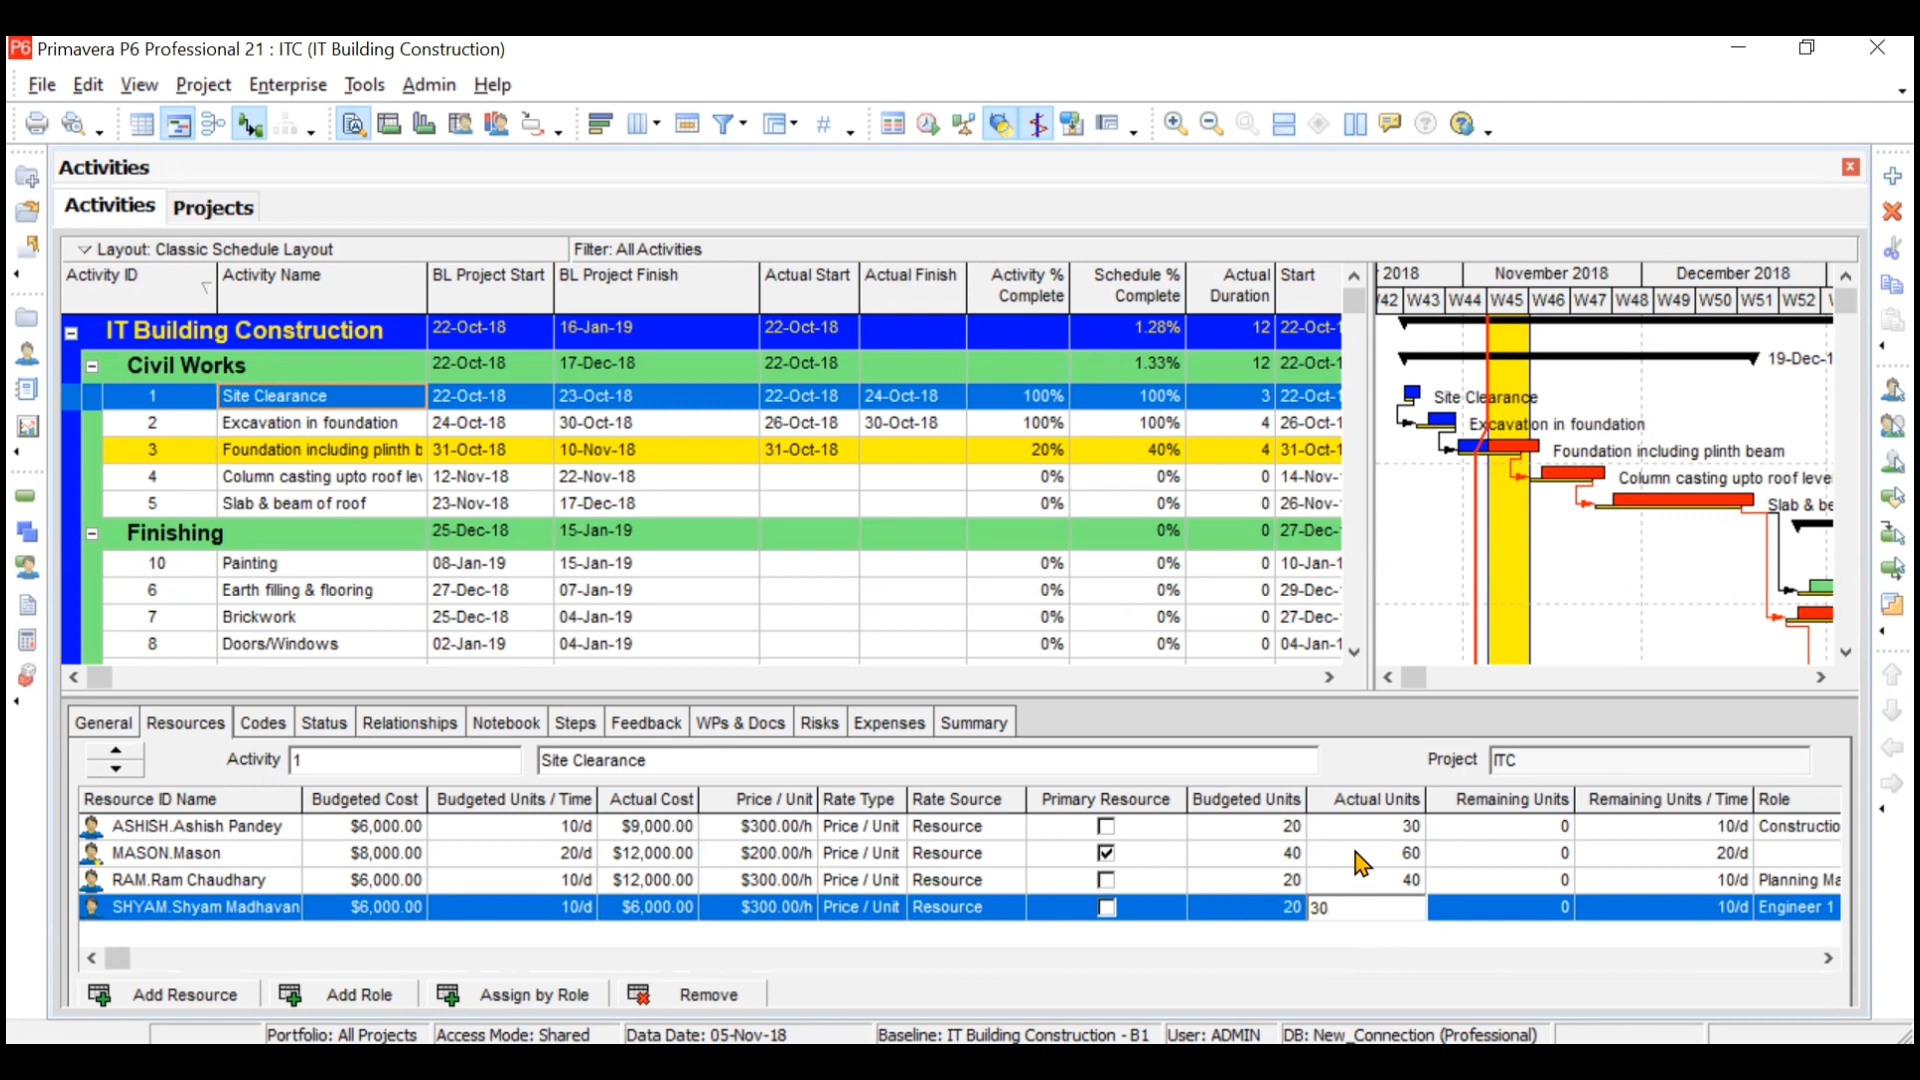 P6 Primavera P6 Professional 21 : ITC (IT Building Construction)
File Edit View Project Enterprise Tools Admin Help
Activities
Activities Projects
Layout: Classic Schedule Layout Filter: All Activities
Activity ID Activity Name BL Project Start BL Project Finish Actual Start Actual Finish Activity % Complete Schedule % Complete Actual Duration Start
2018 November 2018 December 2018
W42 W43 W44 W45 W46 W47 W48 W49 W50 W51 W52
IT Building Construction 22-Oct-18 16-Jan-19 22-Oct-18 1.28% 12 22-Oct-1
Civil Works 22-Oct-18 17-Dec-18 22-Oct-18 1.33% 12 22-Oct-1 19-Dec-1
1 Site Clearance 22-Oct-18 23-Oct-18 22-Oct-18 24-Oct-18 100% 100% 3 22-Oct-1 Site Clearance
2 Excavation in foundation 24-Oct-18 30-Oct-18 26-Oct-18 30-Oct-18 100% 100% 4 26-Oct-1 Excavation in foundation
3 Foundation including plinth b 31-Oct-18 10-Nov-18 31-Oct-18 20% 40% 4 31-Oct-1 Foundation including plinth beam
4 Column casting upto roof lev 12-Nov-18 22-Nov-18 0% 0% 0 14-Nov- Column casting upto roof leve
5 Slab & beam of roof 23-Nov-18 17-Dec-18 0% 0% 0 26-Nov- Slab & be
Finishing 25-Dec-18 15-Jan-19 0% 0 27-Dec-
10 Painting 08-Jan-19 15-Jan-19 0% 0% 0 10-Jan-1
6 Earth filling & flooring 27-Dec-18 07-Jan-19 0% 0% 0 29-Dec-
7 Brickwork 25-Dec-18 04-Jan-19 0% 0% 0 27-Dec-
8 Doors/Windows 02-Jan-19 04-Jan-19 0% 0% 0 04-Jan-1
General Resources Codes Status Relationships Notebook Steps Feedback WPs & Docs Risks Expenses Summary
Activity 1 Site Clearance Project ITC
Resource ID Name Budgeted Cost Budgeted Units / Time Actual Cost Price / Unit Rate Type Rate Source Primary Resource Budgeted Units Actual Units Remaining Units Remaining Units / Time Role
ASHISH.Ashish Pandey $6,000.00 10/d $9,000.00 $300.00/h Price / Unit Resource 20 30 0 10/d Constructio
MASON.Mason $8,000.00 20/d $12,000.00 $200.00/h Price / Unit Resource 40 60 0 20/d
RAM.Ram Chaudhary $6,000.00 10/d $12,000.00 $300.00/h Price / Unit Resource 20 40 0 10/d Planning Ma
SHYAM.Shyam Madhavan $6,000.00 10/d $6,000.00 $300.00/h Price / Unit Resource 20 30 0 10/d Engineer 1
Add Resource Add Role Assign by Role Remove
Portfolio: All Projects Access Mode: Shared Data Date: 05-Nov-18 Baseline: IT Building Construction - B1 User: ADMIN DB: New_Connection (Professional)